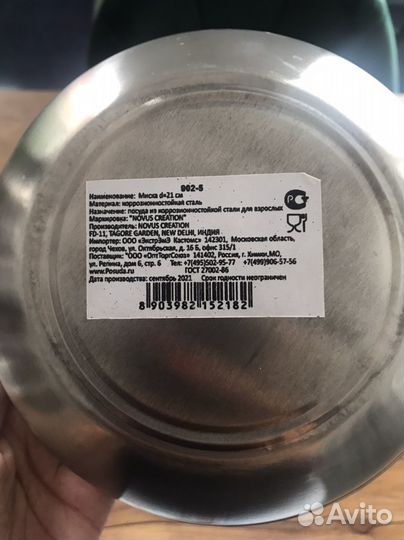 902-5
Наименование: Миска d=21 см
Материал: коррозионностойкая сталь
Назначение: посуда из коррозионностойкой стали для взрослых
Маркировка: "NOVUS CREATION"
Производитель: NOVUS CREATION
FD-11, TAGORE GARDEN, NEW DELHI, ИНДИЯ
Импортер: ООО «ЭкстрЭмЭ Кастомс» 142301, Московская область,
город Чехов, ул. Октябрьская, д. 16 Б, офис 315/1
Поставщик: ООО «ОптТоргСоюз» 141402, Россия, г. Химки,МО,
ул. Репина, дом 6, с.6 Тел: +7(495)502-95-77 +7(499)906-57-56
www.Posuda.ru ГОСТ 27002-86
Дата производства: сентябрь 2021 Срок годности неограничен
8 903982 152182
Avito